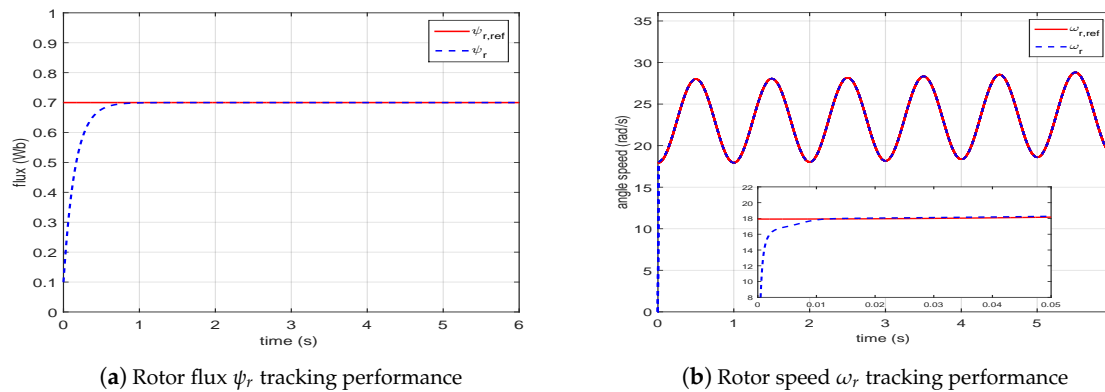 1
0.9
0.8
0.7
0.6
0.5
0.4
0.3
0.2
0.1
0
flux (Wb)
ψr,ref
ψr
0 1 2 3 4 5 6
time (s)
(a) Rotor flux ψr tracking performance
35
30
25
20
15
10
5
0
angle speed (rad/s)
ωr,ref
ωr
22
20
18
16
14
12
10
8
0 0.01 0.02 0.03 0.04 0.05
0 1 2 3 4 5
time (s)
(b) Rotor speed ωr tracking performance